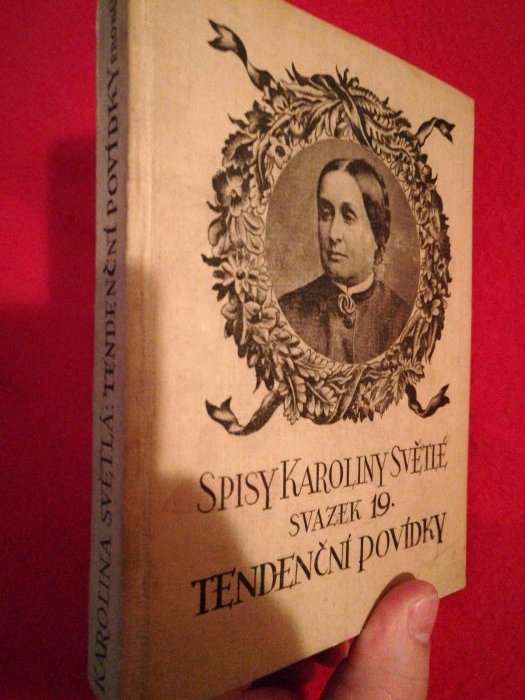 SPISY KAROLINY SVĚTLÉ
SVAZEK 19.
TENDENČNÍ POVÍDKY
KAROLINA SVĚTLÁ: TENDENČNÍ POVÍDKY